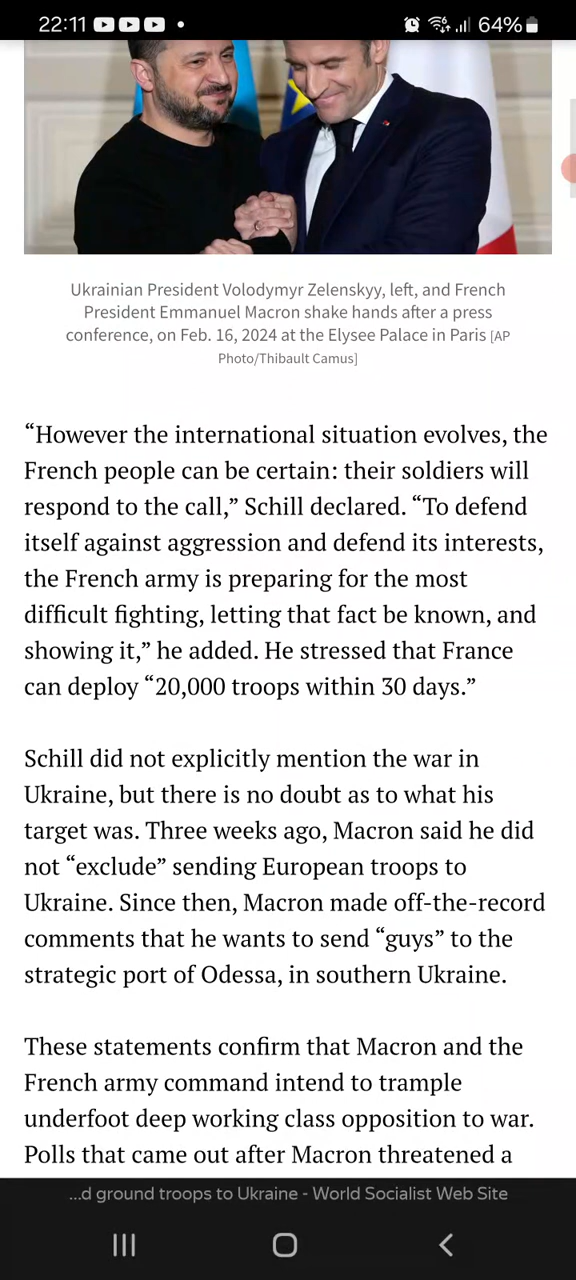 22:11
64%
Ukrainian President Volodymyr Zelenskyy, left, and French
President Emmanuel Macron shake hands after a press
conference, on Feb. 16, 2024 at the Elysee Palace in Paris [AP
Photo/Thibault Camus]
“However the international situation evolves, the
French people can be certain: their soldiers will
respond to the call,” Schill declared. “To defend
itself against aggression and defend its interests,
the French army is preparing for the most
difficult fighting, letting that fact be known, and
showing it,” he added. He stressed that France
can deploy “20,000 troops within 30 days.”
Schill did not explicitly mention the war in
Ukraine, but there is no doubt as to what his
target was. Three weeks ago, Macron said he did
not “exclude” sending European troops to
Ukraine. Since then, Macron made off-the-record
comments that he wants to send “guys” to the
strategic port of Odessa, in southern Ukraine.
These statements confirm that Macron and the
French army command intend to trample
underfoot deep working class opposition to war.
Polls that came out after Macron threatened a
...d ground troops to Ukraine - World Socialist Web Site